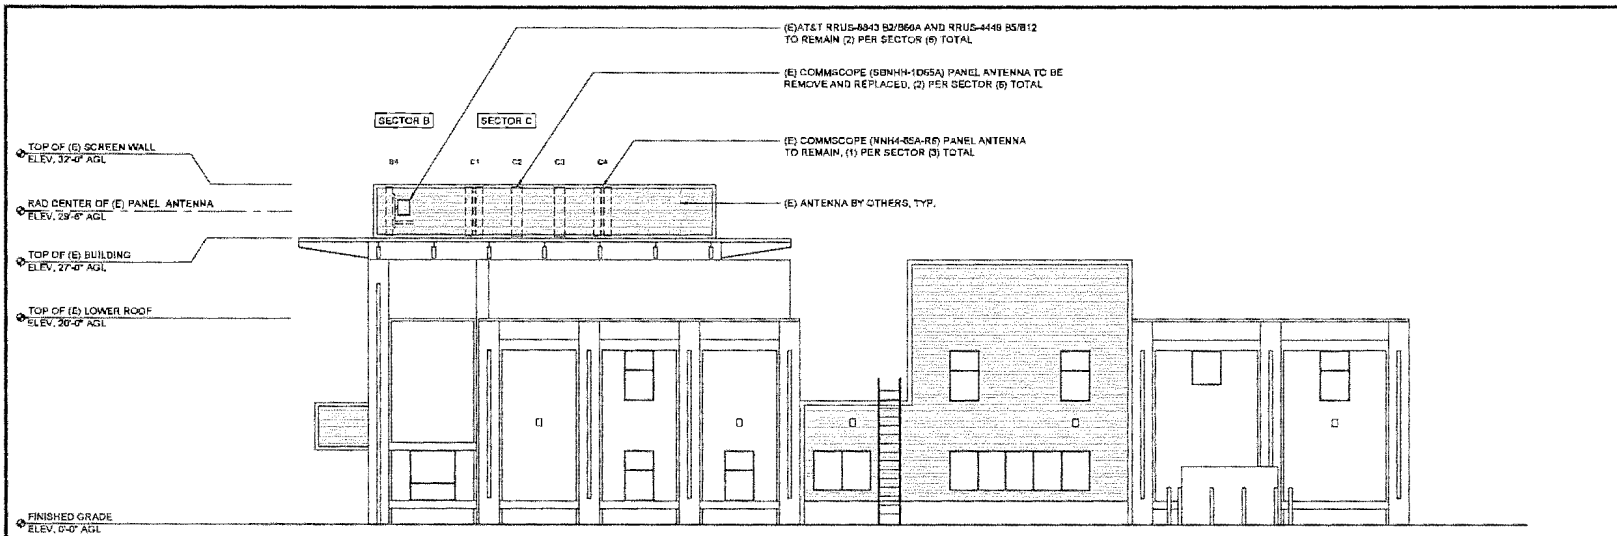 (E)AT&T RRUS-8843 B2/B66A AND RRUS-4449 B5/B12
TO REMAIN (2) PER SECTOR (6) TOTAL
(E) COMMSCOPE (SBNHH-1D65A) PANEL ANTENNA TO BE
REMOVE AND REPLACED, (2) PER SECTOR (6) TOTAL
SECTOR B
SECTOR C
(E) COMMSCOPE (NNH4-65A-R6) PANEL ANTENNA
TO REMAIN, (1) PER SECTOR (3) TOTAL
TOP OF (E) SCREEN WALL
ELEV. 32'-0" AGL
B4
C1
C2
C3
C4
RAD CENTER OF (E) PANEL ANTENNA
ELEV. 29'-6" AGL
(E) ANTENNA BY OTHERS, TYP.
TOP OF (E) BUILDING
ELEV. 27'-0" AGL
TOP OF (E) LOWER ROOF
ELEV. 20'-0" AGL
FINISHED GRADE
ELEV. 0'-0" AGL